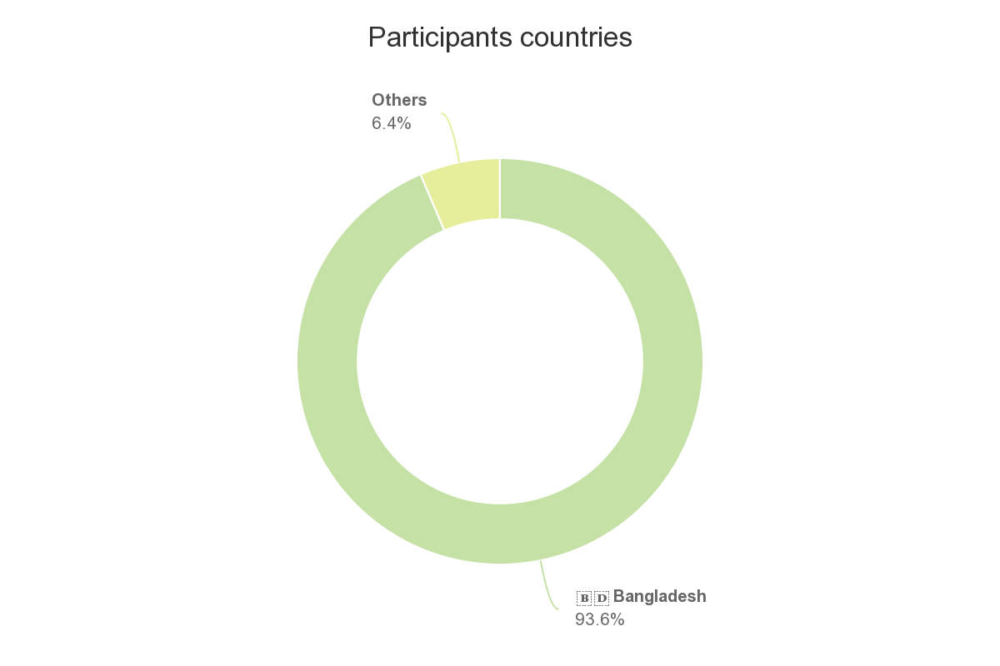 Participants countries
Others
6.4%
🇧🇩 Bangladesh
93.6%